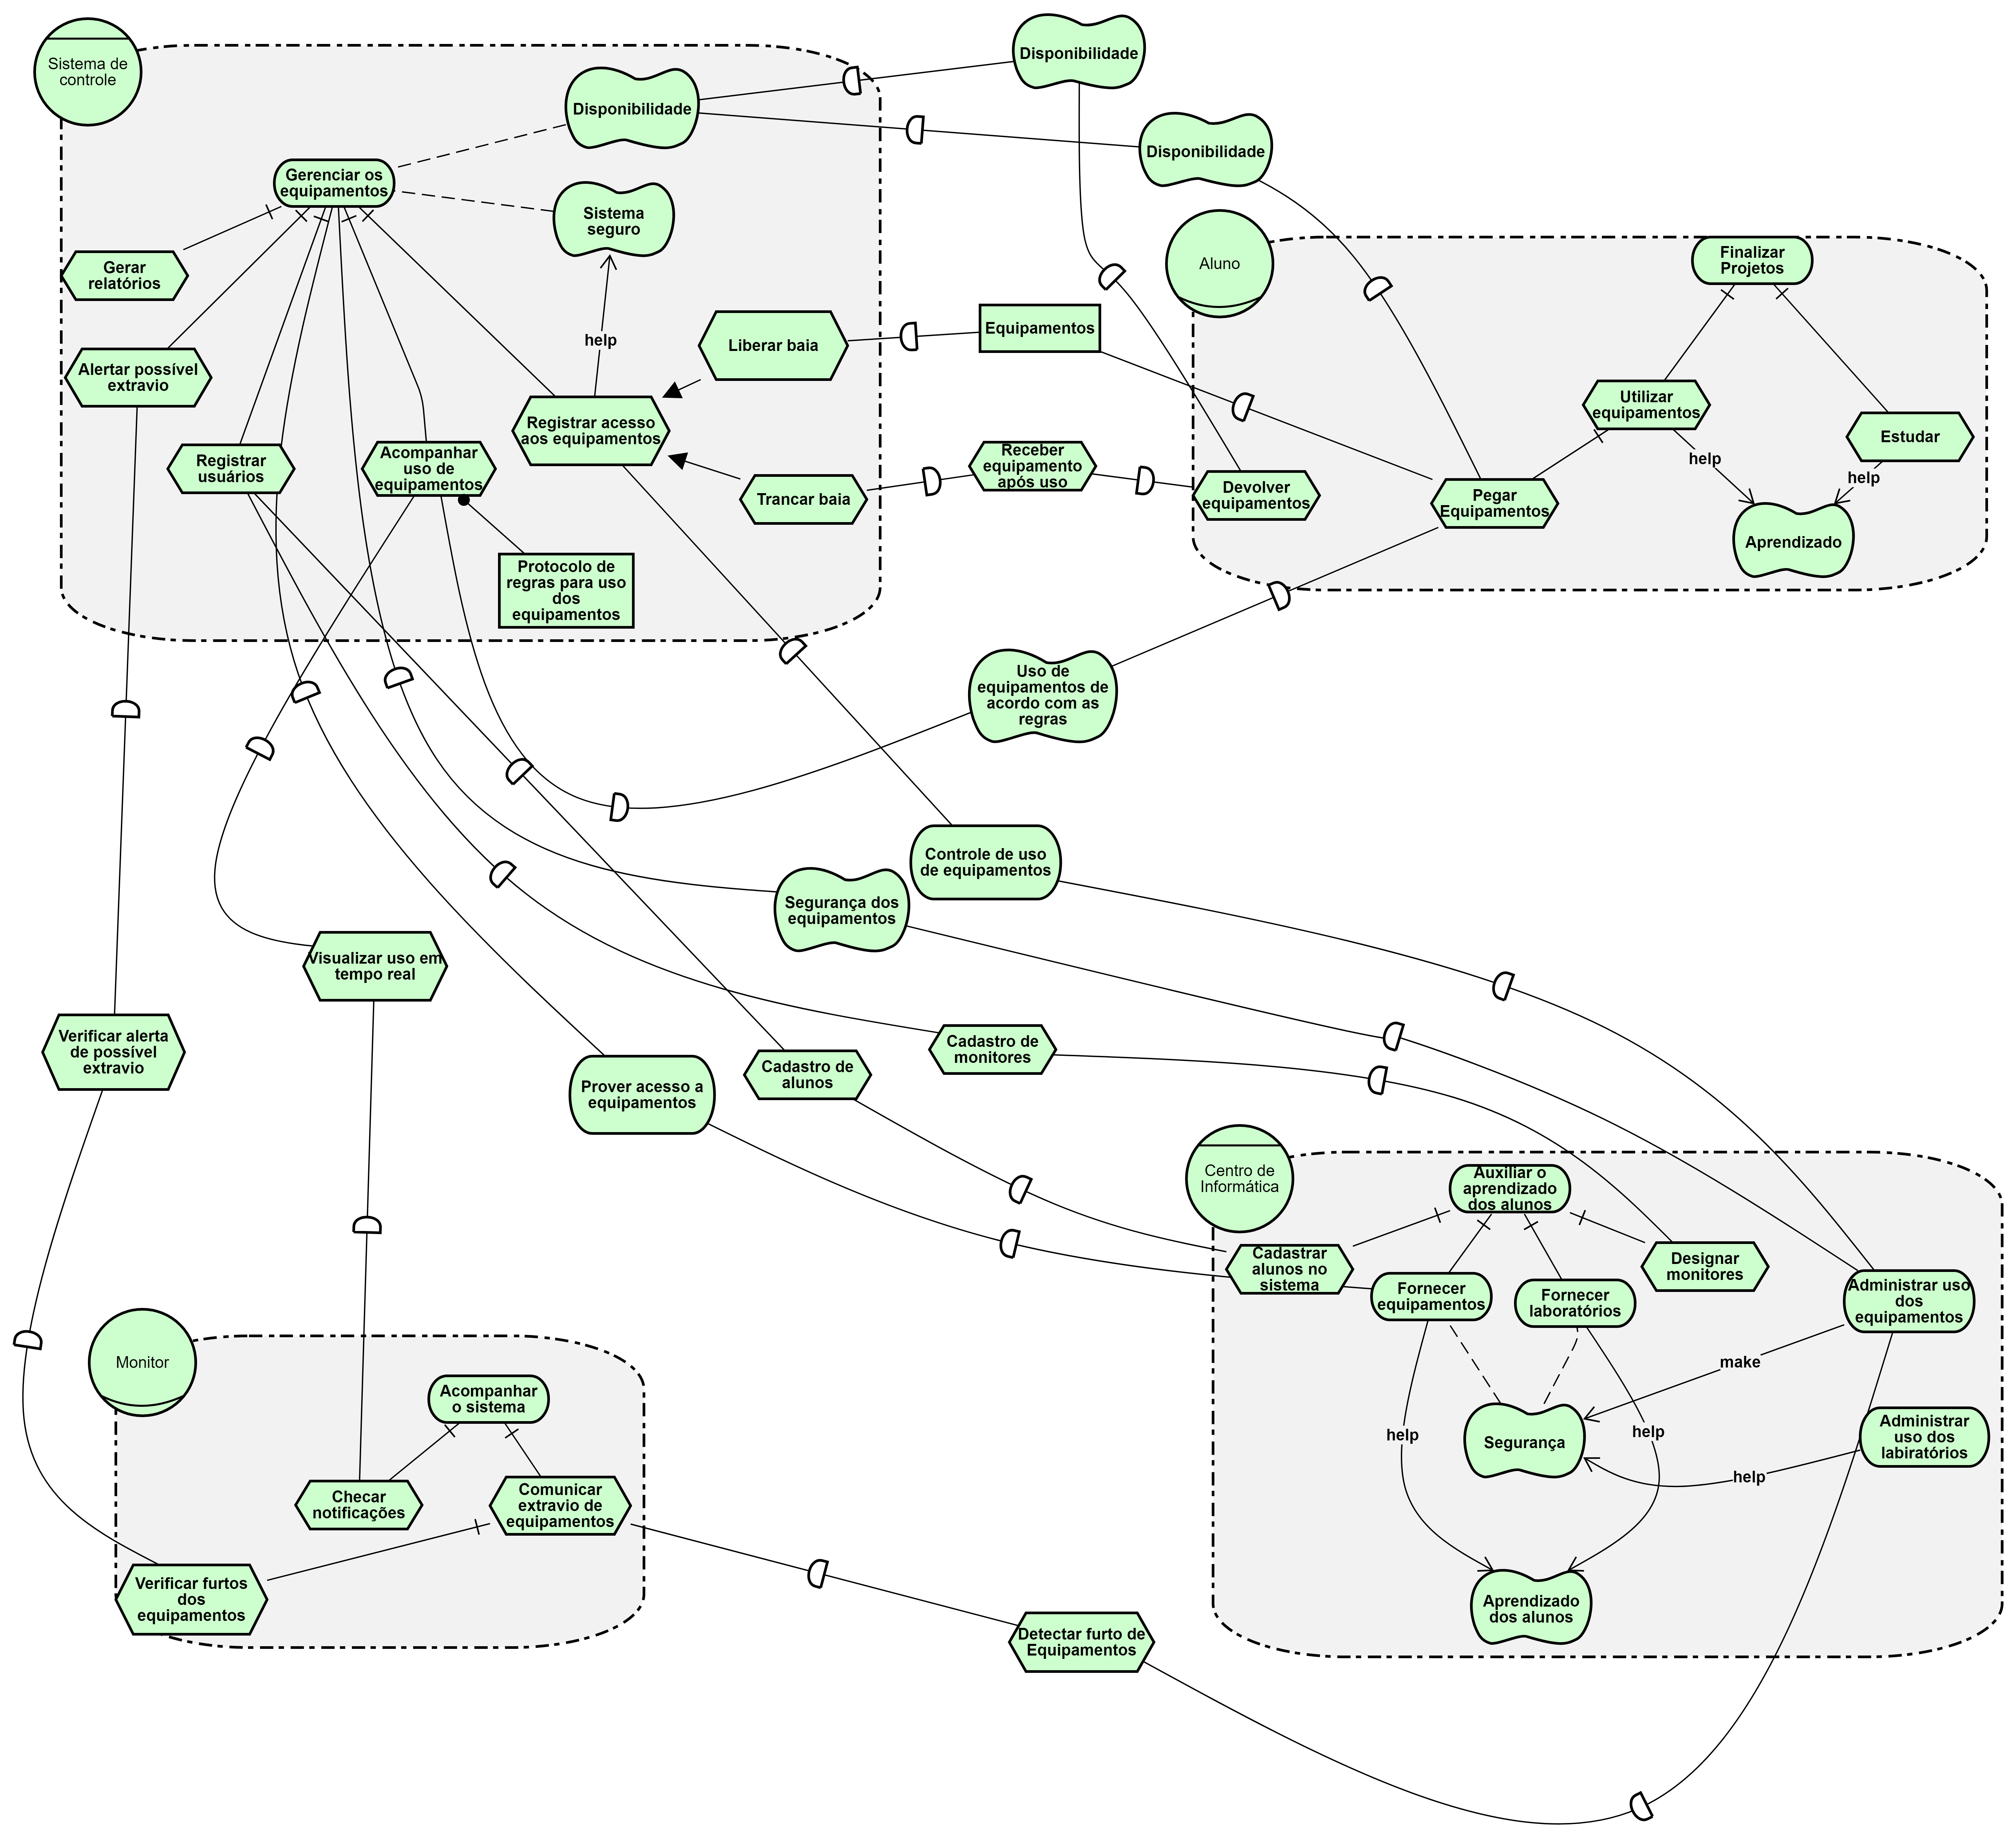 Sistema de
controle
Disponibilidade
Disponibilidade
Disponibilidade
Gerenciar os
equipamentos
Sistema
seguro
Gerar
relatórios
help
Liberar baia
Equipamentos
Alertar possível
extravio
Registrar acesso
aos equipamentos
Registrar
usuários
Acompanhar
uso de
equipamentos
Trancar baia
Receber
equipamento
após uso
Protocolo de
regras para uso
dos
equipamentos
Aluno
Finalizar
Projetos
Utilizar
equipamentos
Estudar
help
help
Devolver
equipamentos
Pegar
Equipamentos
Aprendizado
Uso de
equipamentos de
acordo com as
regras
Controle de uso
de equipamentos
Segurança dos
equipamentos
Visualizar uso em
tempo real
Verificar alerta
de possível
extravio
Cadastro de
monitores
Cadastro de
alunos
Prover acesso a
equipamentos
Centro de
Informática
Auxiliar o
aprendizado
dos alunos
Cadastrar
alunos no
sistema
Fornecer
equipamentos
Fornecer
laboratórios
Designar
monitores
Administrar uso
dos
equipamentos
make
help
help
Segurança
Administrar
uso dos
labiratórios
help
Aprendizado
dos alunos
Monitor
Acompanhar
o sistema
Checar
notificações
Comunicar
extravio de
equipamentos
Verificar furtos
dos
equipamentos
Detectar furto de
Equipamentos